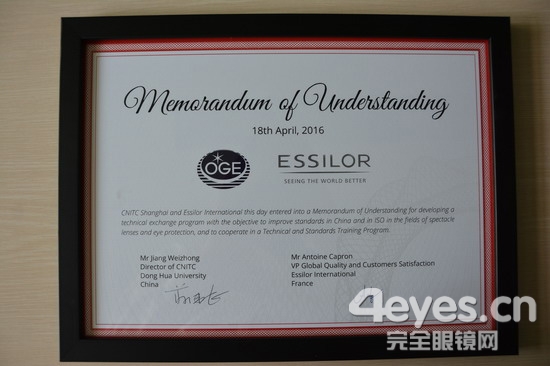 Memorandum of Understanding
18th April, 2016
OGE
ESSILOR
SEEING THE WORLD BETTER
CNITC Shanghai and Essilor International this day entered into a Memorandum of Understanding for developing a
technical exchange program with the objective to improve standards in China and in ISO in the fields of spectacle
lenses and eye protection, and to cooperate in a Technical and Standards Training Program.
Mr Jiang Weizhong
Director of CNITC
Dong Hua University
China
Mr Antoine Capron
VP Global Quality and Customers Satisfaction
Essilor International
France
4eyes.cn
完全眼镜网